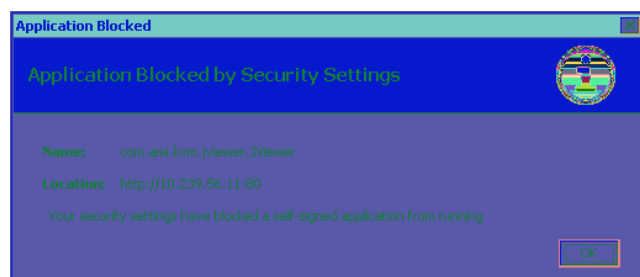 Application Blocked
Application Blocked by Security Settings
Name: com.ami.kvm.jviewer.JViewer
Location: http://10.239.56.11:80
Your security settings have blocked a self-signed application from running
OK